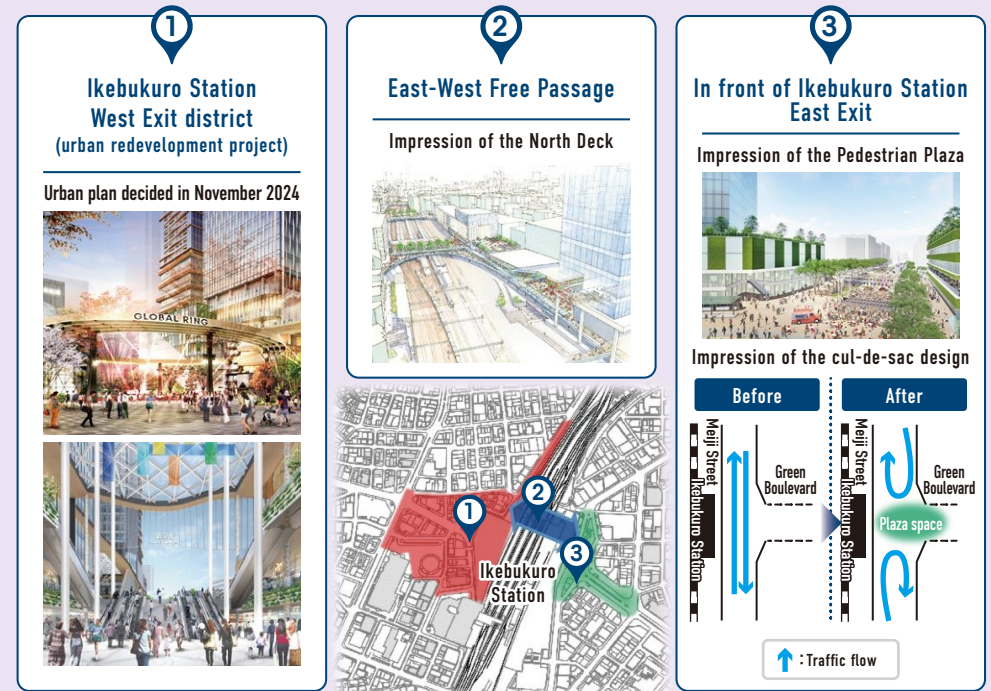 1
Ikebukuro Station
West Exit district
(urban redevelopment project)
Urban plan decided in November 2024
GLOBAL RING
2
East-West Free Passage
Impression of the North Deck
1
2
3
Ikebukuro
Station
3
In front of Ikebukuro Station
East Exit
Impression of the Pedestrian Plaza
Impression of the cul-de-sac design
Before
Meiji Street
Ikebukuro Station
Green
Boulevard
After
Meiji Street
Ikebukuro Station
Green
Boulevard
Plaza space
: Traffic flow